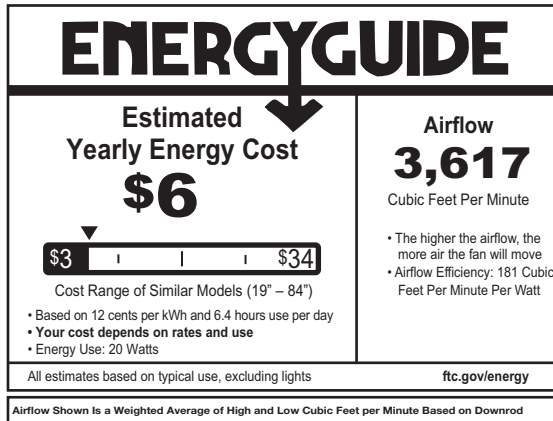 ENERGYGUIDE
Estimated
Yearly Energy Cost
$6
$3
$34
Cost Range of Similar Models (19” – 84”)
• Based on 12 cents per kWh and 6.4 hours use per day
• Your cost depends on rates and use
• Energy Use: 20 Watts
Airflow
3,617
Cubic Feet Per Minute
• The higher the airflow, the
more air the fan will move
• Airflow Efficiency: 181 Cubic
Feet Per Minute Per Watt
All estimates based on typical use, excluding lights
ftc.gov/energy
Airflow Shown Is a Weighted Average of High and Low Cubic Feet per Minute Based on Downrod